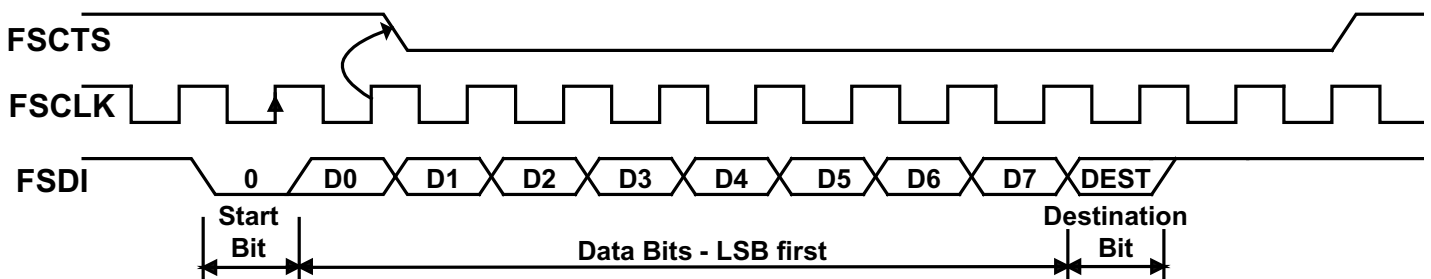 FSCTS
FSCLK
FSDI
0 D0 D1 D2 D3 D4 D5 D6 D7 DEST
Start
Bit
Data Bits - LSB first
Destination
Bit